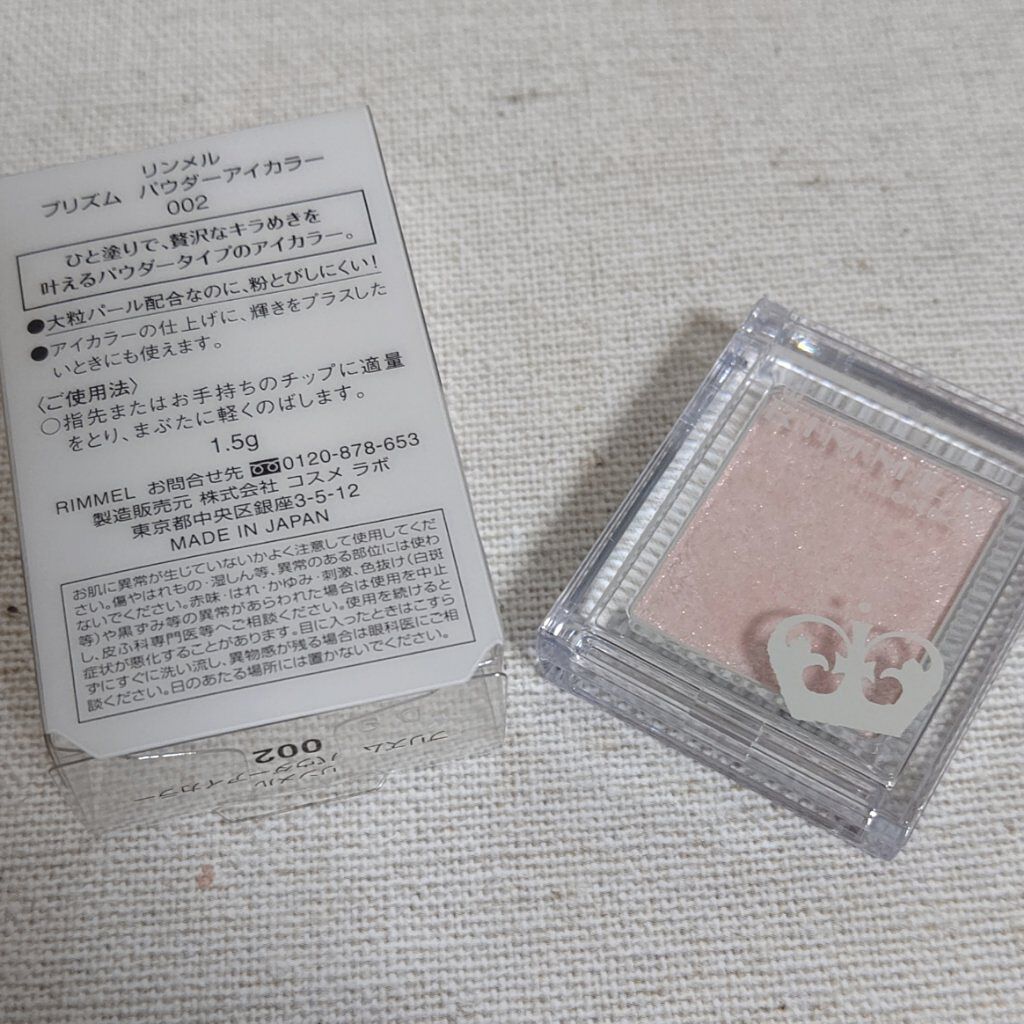 リンメル
プリズム パウダーアイカラー
002
ひと塗りで、贅沢なキラめきを
叶えるパウダータイプのアイカラー。
●大粒パール配合なのに、粉とびしにくい！
●アイカラーの仕上げに、輝きをプラスした
いときにも使えます。
〈ご使用法〉
○指先またはお手持ちのチップに適量
をとり、まぶたに軽くのばします。
1.5g
RIMMEL お問合せ先 0120-878-653
製造販売元 株式会社 コスメ ラボ
東京都中央区銀座3-5-12
MADE IN JAPAN
お肌に異常が生じていないかよく注意して使用してくだ
さい。傷やはれもの・湿しん等、異常のある部位には使わ
ないでください。赤味・はれ・かゆみ・刺激、色抜け(白斑
等)や黒ずみ等の異常があらわれた場合は使用を中止
し、皮ふ科専門医等へご相談ください。使用を続けると
症状が悪化することがあります。目に入ったときはこすら
ずにすぐに洗い流し、異物感が残る場合は眼科医にご相
談ください。日のあたる場所には置かないでください。
リンメル
プリズム パウダーアイカラー
002
RIMMEL